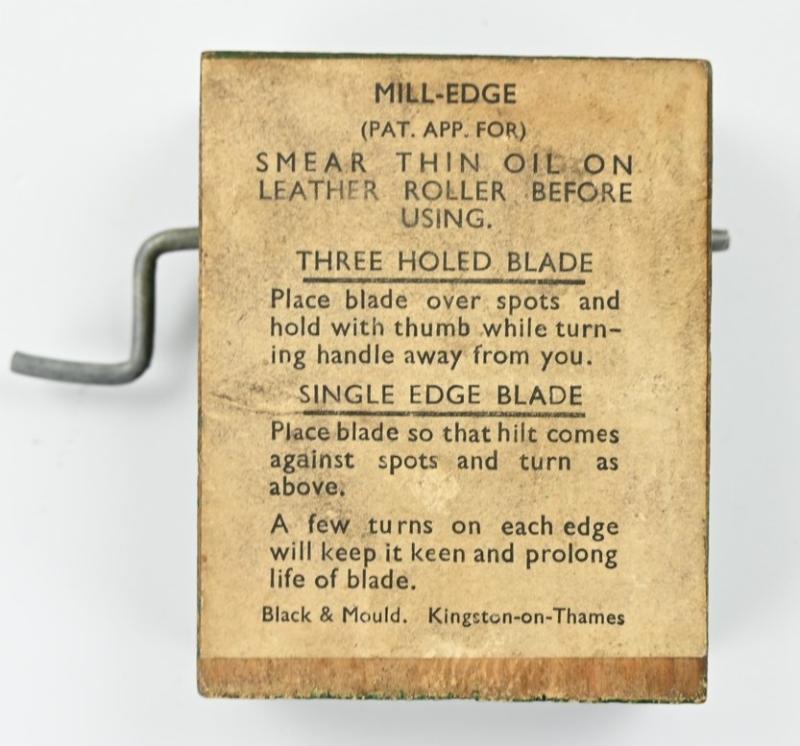 MILL-EDGE
(PAT. APP. FOR)
SMEAR THIN OIL ON
LEATHER ROLLER BEFORE
USING.
THREE HOLED BLADE
Place blade over spots and
hold with thumb while turn-
ing handle away from you.
SINGLE EDGE BLADE
Place blade so that hilt comes
against spots and turn as
above.
A few turns on each edge
will keep it keen and prolong
life of blade.
Black & Mould. Kingston-on-Thames